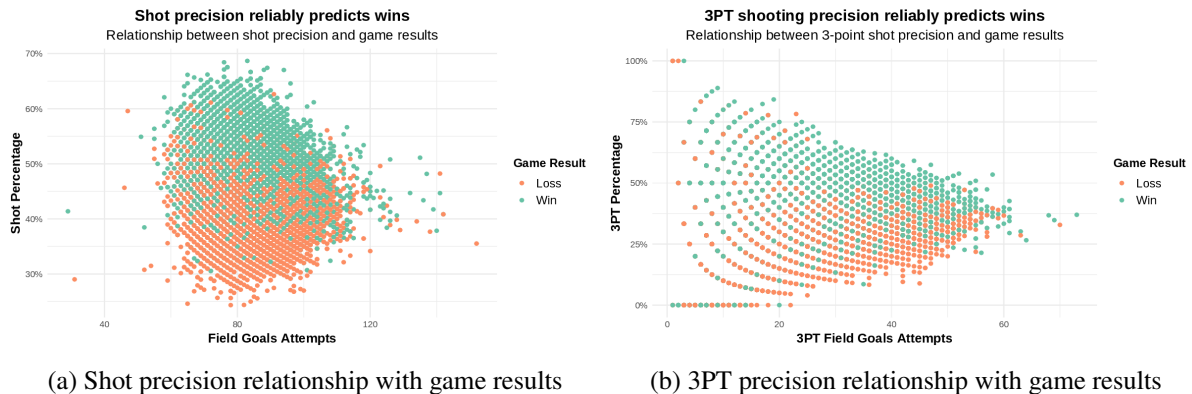 Shot precision reliably predicts wins
Relationship between shot precision and game results
70%
60%
50%
40%
30%
Shot Percentage
40
80
120
Field Goals Attempts
Game Result
Loss
Win
(a) Shot precision relationship with game results
3PT shooting precision reliably predicts wins
Relationship between 3-point shot precision and game results
100%
75%
50%
25%
0%
3PT Percentage
0
20
40
60
3PT Field Goals Attempts
Game Result
Loss
Win
(b) 3PT precision relationship with game results